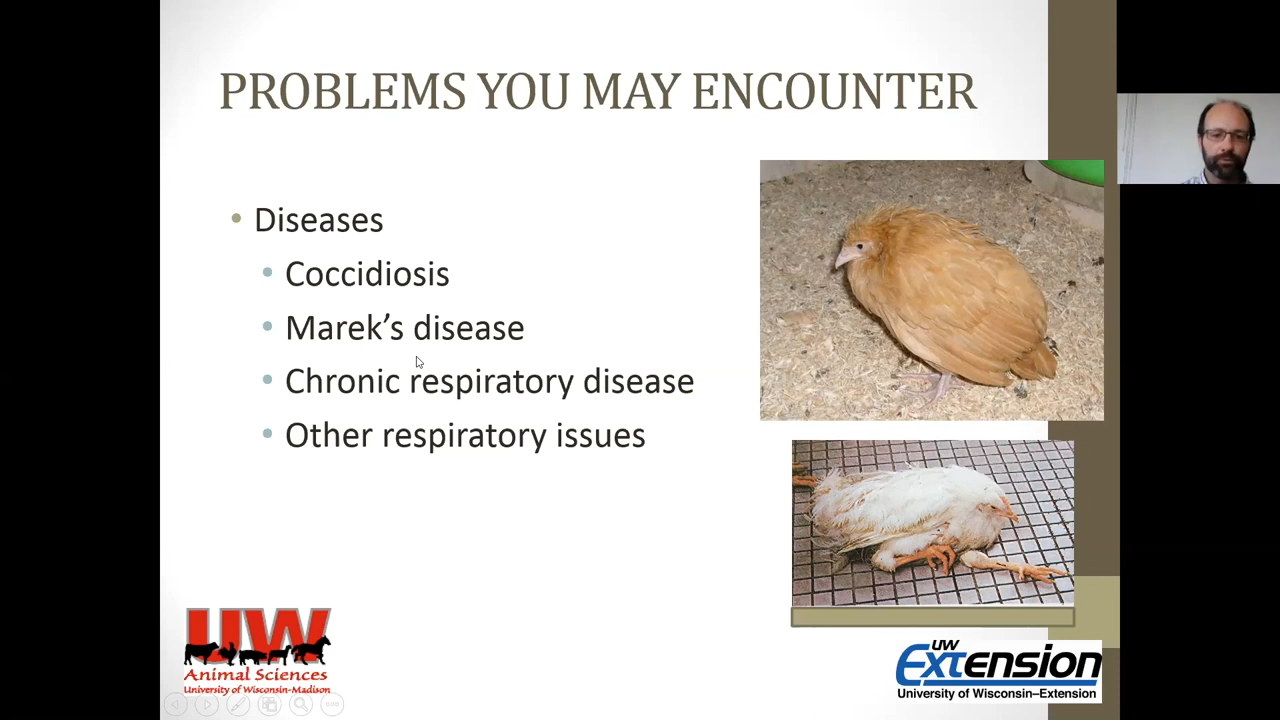 PROBLEMS YOU MAY ENCOUNTER
Diseases
Coccidiosis
Marek’s disease
Chronic respiratory disease
Other respiratory issues
UW
Animal Sciences
University of Wisconsin-Madison
UW
Extension
University of Wisconsin–Extension